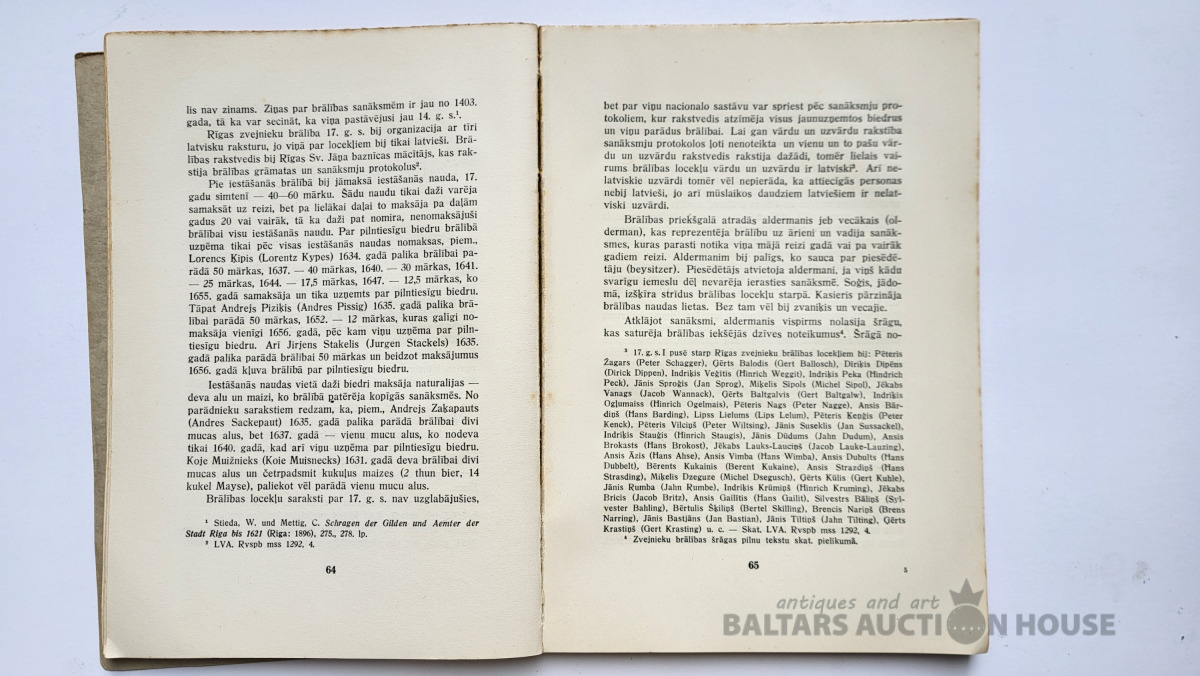 lis nav zinams. Ziņas par brālības sanāksmēm ir jau no 1403.
gada, tā ka var secināt, ka viņa pastāvējusi jau 14. g. s.¹.
Rīgas zvejnieku brālība 17. g. s. bij organizacija ar tīri
latvisku raksturu, jo viņā par locekļiem bij tikai latvieši. Brā-
lības rakstvedis bij Rīgas Sv. Jāņa baznīcas mācītājs, kas rak-
stija brālības grāmatas un sanāksmju protokolus².
Pie iestāšanās brālībā bij jāmaksā iestāšanās nauda, 17.
gadu simtenī — 40—60 mārku. Šādu naudu tikai daži varēja
samaksāt uz reizi, bet pa lielākai daļai to maksāja pa daļām
gadus 20 vai vairāk, tā ka daži pat nomira, nenomaksājuši
brālībai visu iestāšanās naudu. Par pilntiesīgu biedru brālībā
uzņēma tikai pēc visas iestāšanās naudas nomaksas, piem.,
Lorencs Ķipis (Lorentz Kypes) 1634. gadā palika brālībai pa-
rādā 50 mārkas, 1637. — 40 mārkas, 1640. — 30 mārkas, 1641.
— 25 mārkas, 1644. — 17,5 mārkas, 1647. — 12,5 mārkas, ko
1655. gadā samaksāja un tika uzņemts par pilntiesīgu biedru.
Tāpat Andrejs Piziķis (Andres Pissig) 1635. gadā palika brā-
lībai parādā 50 mārkas, 1652. — 12 mārkas, kuras galīgi no-
maksāja vienīgi 1656. gadā, pēc kam viņu uzņēma par piln-
tiesīgu biedru. Arī Jirjens Stakelis (Jurgen Stackels) 1635.
gadā palika parādā brālībai 50 mārkas un beidzot maksājumus
1656. gadā kļuva brālībā par pilntiesīgu biedru.
Iestāšanās naudas vietā daži biedri maksāja naturalijas —
deva alu un maizi, ko brālībā patērēja kopīgās sanāksmēs. No
parādnieku sarakstiem redzam, ka, piem., Andrejs Zaķapauts
(Andres Sackepaut) 1635. gadā palika parādā brālībai divi
mucas alus, bet 1637. gadā — vienu mucu alus, ko nodeva
tikai 1640. gadā, kad arī viņu uzņēma par pilntiesīgu biedru.
Koje Muižnieks (Koie Muisnecks) 1631. gadā deva brālībai divi
mucas alus un četrpadsmit kukuļus maizes (2 thun bier, 14
kukel Mayse), paliekot vēl parādā vienu mucu alus.
Brālības locekļu saraksti par 17. g. s. nav uzglabājušies,
¹ Stieda, W. und Mettig, C. Schragen der Gilden und Aemter der
Stadt Riga bis 1621 (Rīga: 1896), 275., 278. lp.
² LVA. Rvspb mss 1292, 4.
64
bet par viņu nacionalo sastāvu var spriest pēc sanāksmju pro-
tokoliem, kur rakstvedis atzīmēja visus jaunuzņemtos biedrus
un viņu parādus brālībai. Lai gan vārdu un uzvārdu rakstība
sanāksmju protokolos ļoti nenoteikta un vienu un to pašu vār-
du un uzvārdu rakstvedis rakstija dažādi, tomēr lielais vai-
rums brālības locekļu vārdu un uzvārdu ir latviski³. Arī ne-
latviskie uzvārdi tomēr vēl nepierāda, ka attiecīgās personas
nebij latvieši, jo arī mūslaikos daudziem latviešiem ir nelat-
viski uzvārdi.
Brālības priekšgalā atradās aldermanis jeb vecākais (ol-
derman), kas reprezentēja brālību uz ārieni un vadija sanāk-
smes, kuras parasti notika viņa mājā reizi gadā vai pa vairāk
gadiem reizi. Aldermanim bij palīgs, ko sauca par piesēdē-
tāju (beysitzer). Piesēdētājs atvietoja aldermani, ja viņš kādu
svarīgu iemeslu dēļ nevarēja ierasties sanāksmē. Soģis, jādo-
mā, izšķīra strīdus brālības locekļu starpā. Kasieris pārzināja
brālības naudas lietas. Bez tam vēl bij zvaniķis un vecajie.
Atklājot sanāksmi, aldermanis vispirms nolasija šrāgu,
kas saturēja brālības iekšējās dzīves noteikumus⁴. Šrāgā no-
³ 17. g. s. I pusē starp Rīgas zvejnieku brālības locekļiem bij: Pēteris
Žagars (Peter Schagger), Ģērts Balodis (Gert Ballosch), Diriķis Dipēns
(Dirick Dippen), Indriķis Veģitis (Hinrich Weggit), Indriķis Peka (Hindrich
Peck), Jānis Sproģis (Jan Sprog), Miķelis Sipols (Michel Sipol), Jēkabs
Vanags (Jacob Wannack), Ģērts Baltgalvis (Gert Baltgalw), Indriķis
Ogļumaiss (Hinrich Ogelmais), Pēteris Nags (Peter Nagge), Ansis Bār-
diņš (Hans Barding), Lipss Lielums (Lips Lelum), Pēteris Ķenģis (Peter
Kenck), Pēteris Vilciņš (Peter Wiltsing), Jānis Suseklis (Jan Sussackel),
Indriķis Stauģis (Hinrich Staugis), Jānis Dūdums (Jahn Dudum), Ansis
Brokasts (Hans Brokost), Jēkabs Lauks-Lauciņš (Jacob Lauke-Lauzing),
Ansis Āzis (Hans Ahse), Ansis Vimba (Hans Wimba), Ansis Dubults (Hans
Dubbelt), Bērents Kukainis (Berent Kukaine), Ansis Strazdiņš (Hans
Strasding), Miķelis Dzeguze (Michel Dseguse), Ģērts Kūlis (Gert Kuhle),
Jānis Rumba (Jahn Rumbe), Indriķis Krūmiņš (Hinrich Kruming), Jēkabs
Bricis (Jacob Britz), Ansis Gailītis (Hans Gailit), Silvestrs Bāliņš (Syl-
vester Bahling), Bērtulis Šķiliņš (Bertel Skilling), Brencis Nariņš (Brens
Narring), Jānis Bastjāns (Jan Bastian), Jānis Tiltiņš (Jahn Tilting), Ģērts
Krastiņš (Gert Krasting) u. c. — Skat. LVA. Rvspb mss 1292, 4.
⁴ Zvejnieku brālības šrāgas pilnu tekstu skat. pielikumā.
65
5
antiques and art
BALTARS AUCTION HOUSE